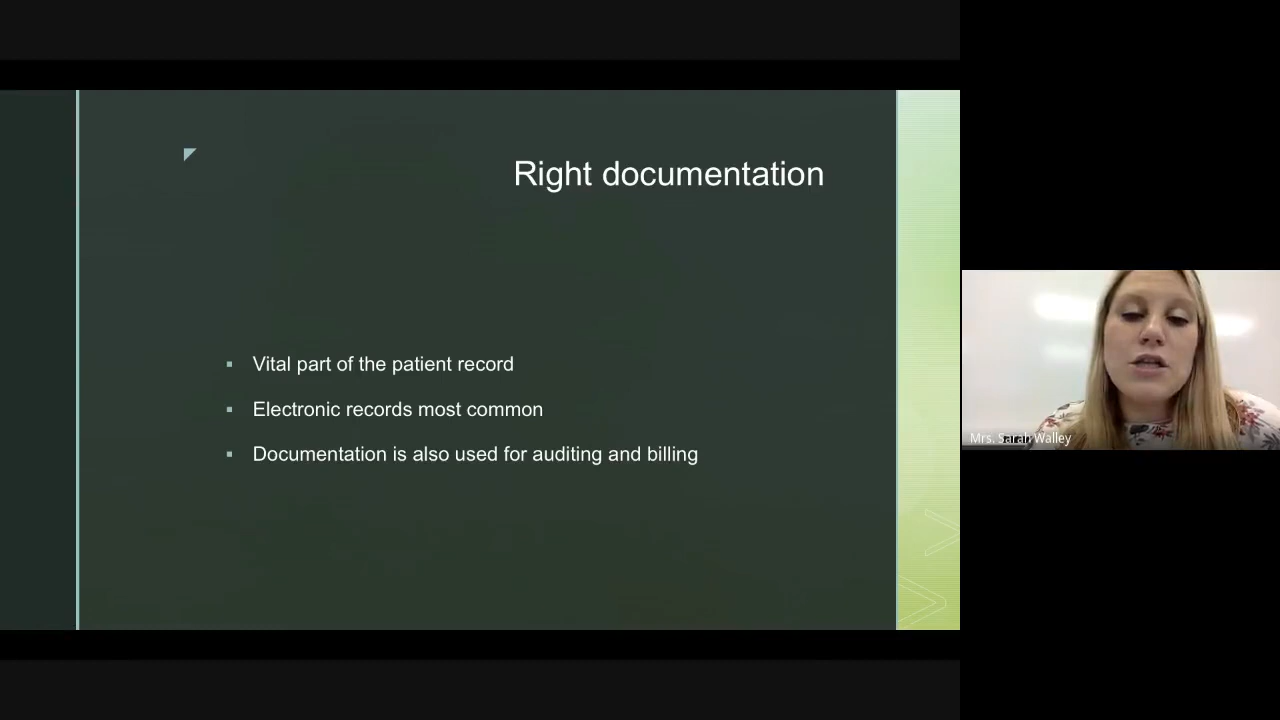 Right documentation
Vital part of the patient record
Electronic records most common
Documentation is also used for auditing and billing
Mrs. Sarah Walley